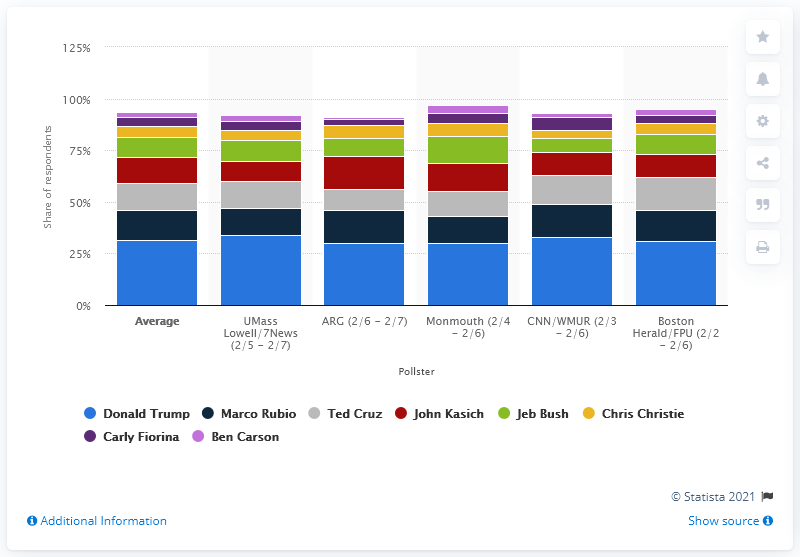 125%
100%
75%
50%
25%
0%
Share of respondents
Average
UMass
Lowell/7News
(2/5 – 2/7)
ARG (2/6 – 2/7)
Monmouth (2/4
– 2/6)
CNN/WMUR (2/3
– 2/6)
Boston
Herald/FPU (2/2
– 2/6)
Pollster
Donald Trump
Marco Rubio
Ted Cruz
John Kasich
Jeb Bush
Chris Christie
Carly Fiorina
Ben Carson
© Statista 2021
Additional Information
Show source